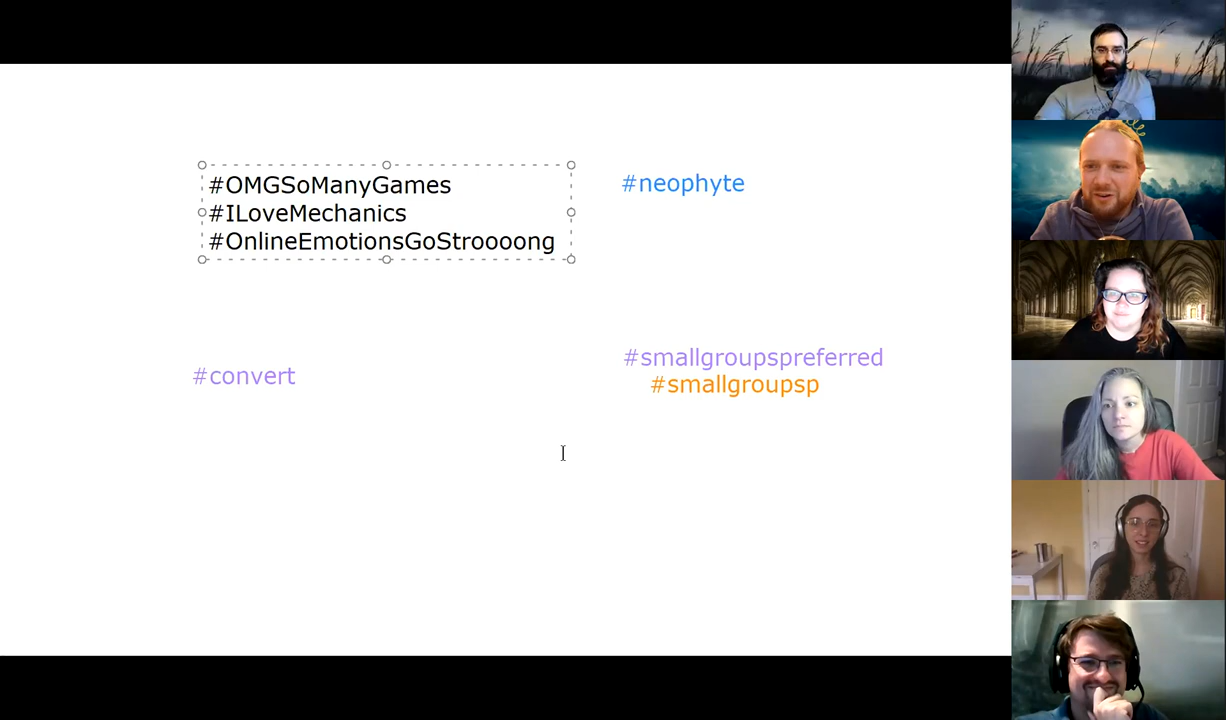 #OMGSoManyGames
#ILoveMechanics
#OnlineEmotionsGoStroooong
#neophyte
#convert
#smallgroupspreferred
#smallgroupsp